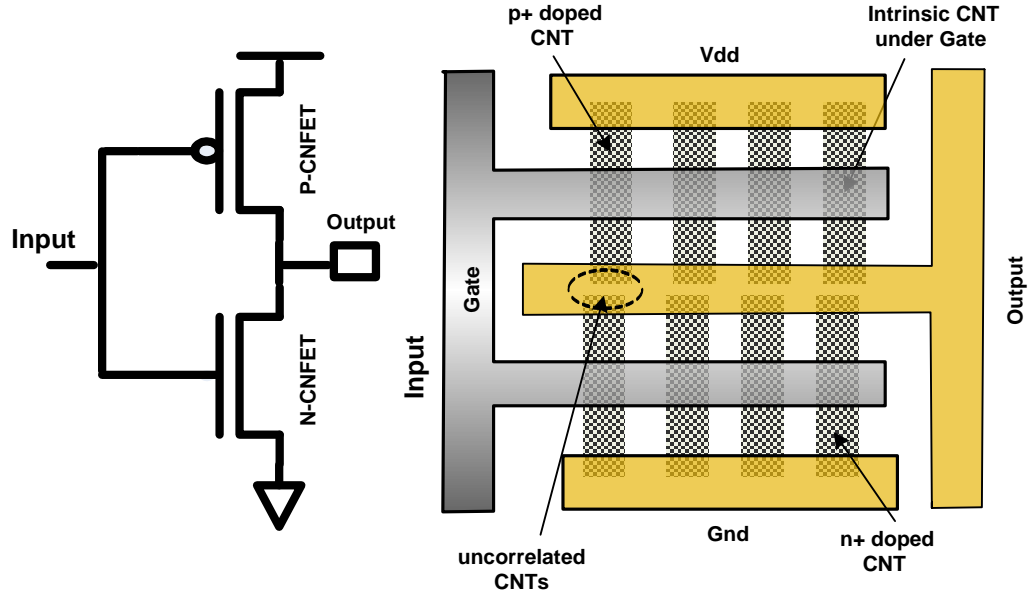 p+ doped
CNT
Intrinsic CNT
under Gate
Vdd
P-CNFET
Output
Input
Gate
Output
Input
N-CNFET
Gnd
n+ doped
CNT
uncorrelated
CNTs